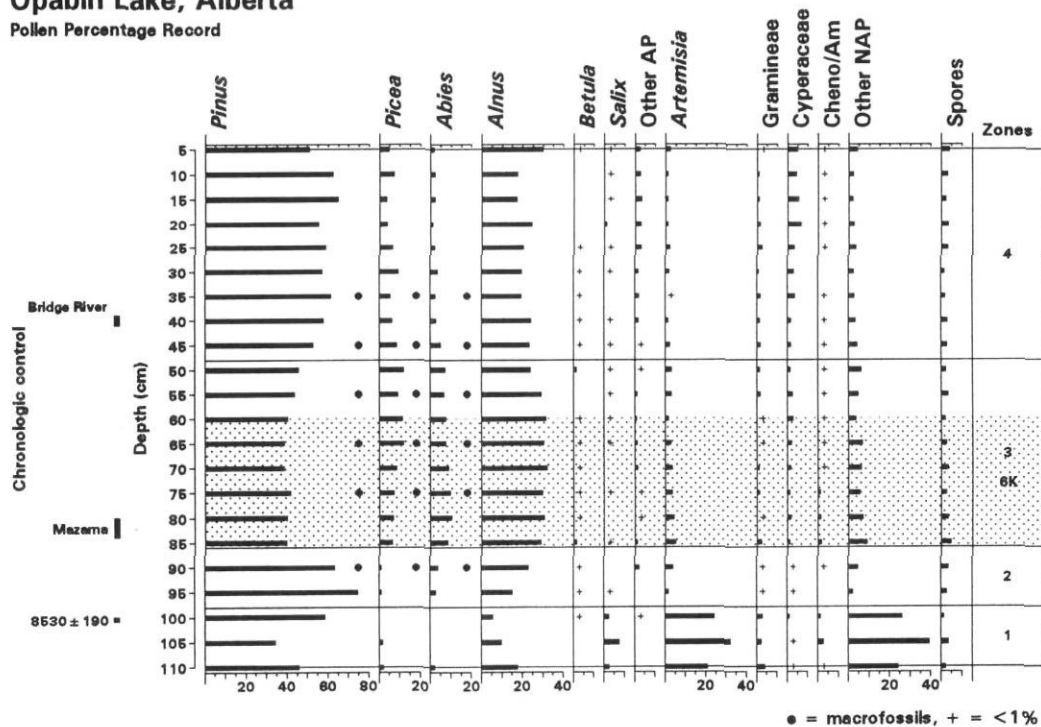 Opabin Lake, Alberta
Pollen Percentage Record
Pinus
Picea
Abies
Alnus
Betula
Salix
Other AP
Artemisia
Gramineae
Cyperaceae
Cheno/Am
Other NAP
Spores
Zones
Chronologic control
Depth (cm)
Bridge River
Mazama
8530 ± 190
5
10
15
20
25
30
35
40
45
50
55
60
65
70
75
80
85
90
95
100
105
110
4
3
6K
2
1
20 40 60 80 20 20 20 40 20 40 20 40
● = macrofossils, + = <1%